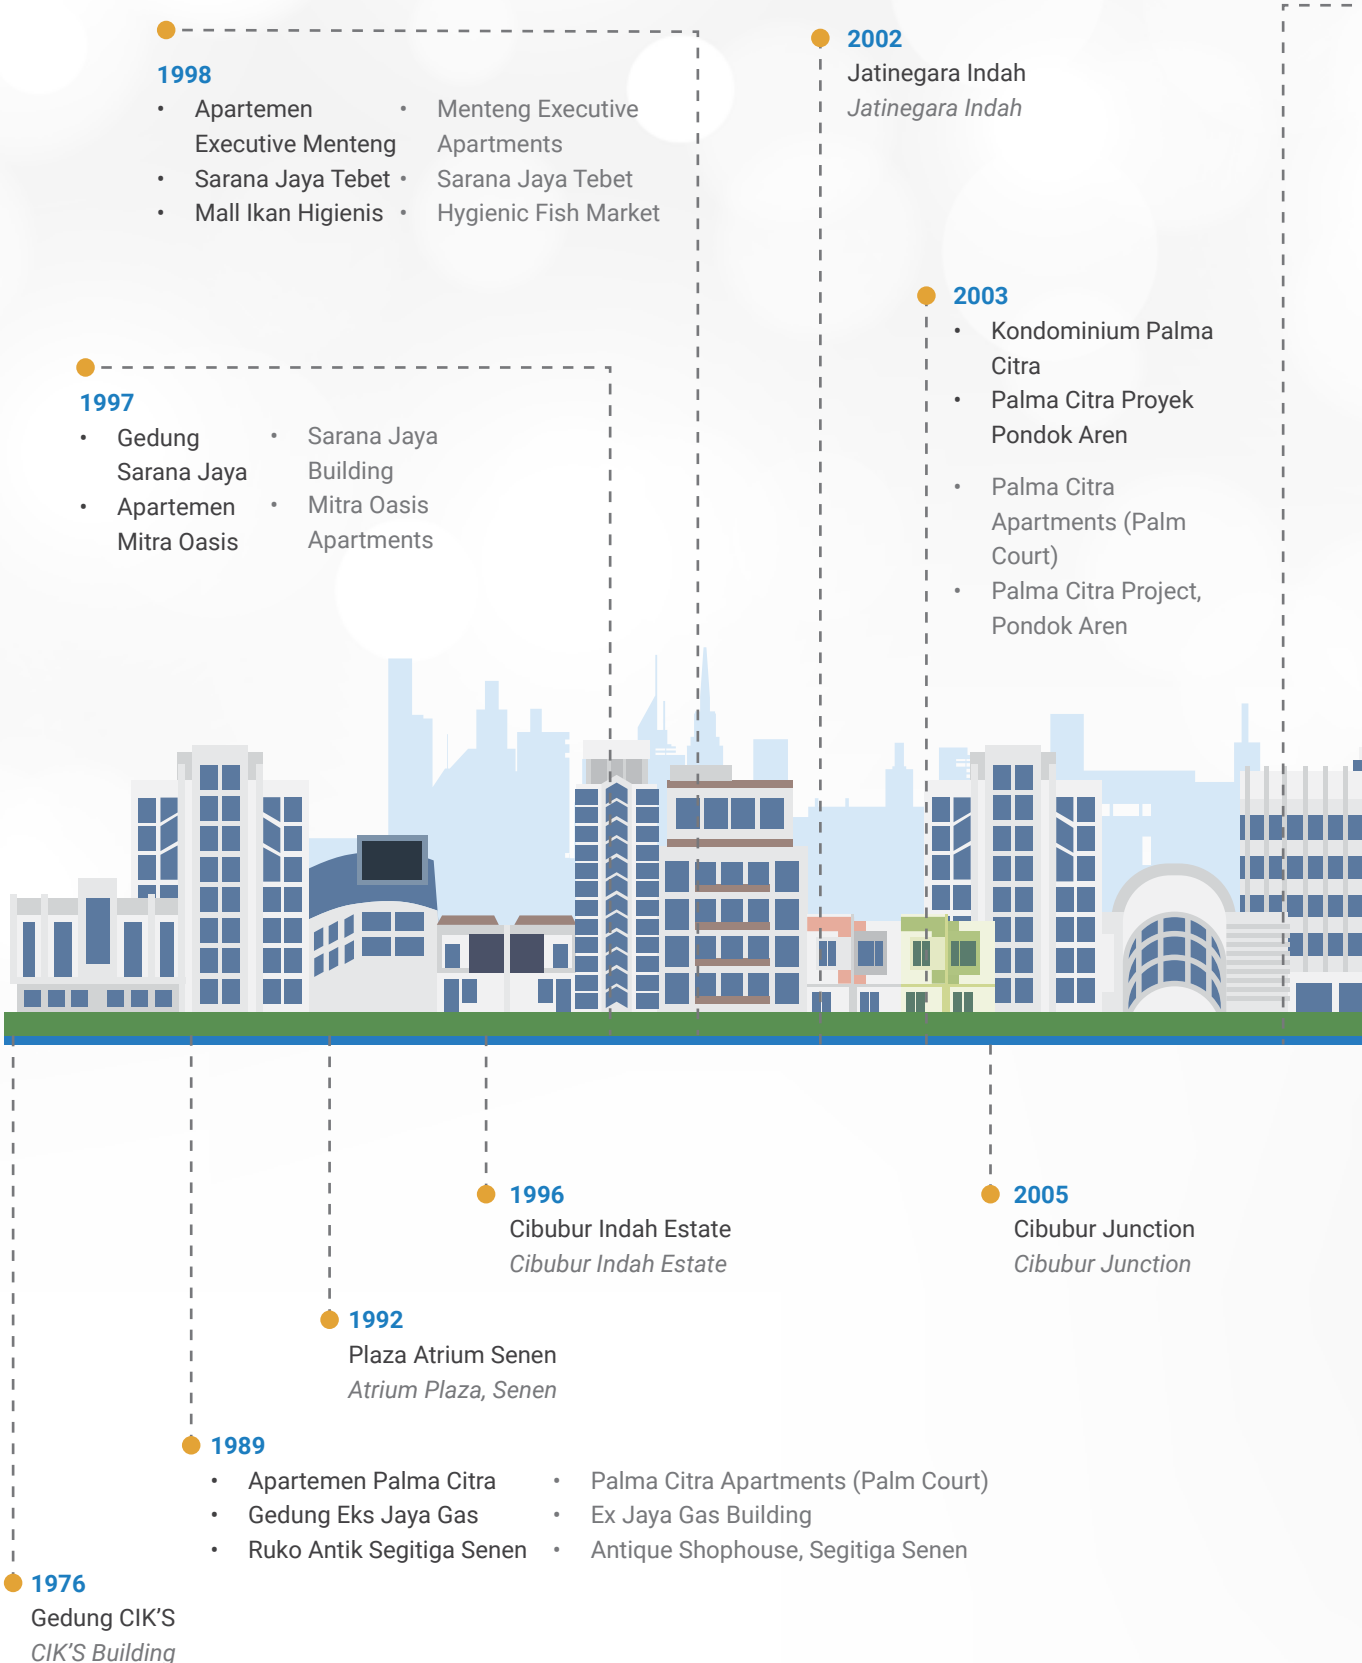 1998
• Apartemen
Executive Menteng
• Sarana Jaya Tebet
• Mall Ikan Higienis
• Menteng Executive
Apartments
• Sarana Jaya Tebet
• Hygienic Fish Market
2002
Jatinegara Indah
Jatinegara Indah
2003
• Kondominium Palma
Citra
• Palma Citra Proyek
Pondok Aren
• Palma Citra
Apartments (Palm
Court)
• Palma Citra Project,
Pondok Aren
1997
• Gedung
Sarana Jaya
• Apartemen
Mitra Oasis
• Sarana Jaya
Building
• Mitra Oasis
Apartments
1996
Cibubur Indah Estate
Cibubur Indah Estate
2005
Cibubur Junction
Cibubur Junction
1992
Plaza Atrium Senen
Atrium Plaza, Senen
1989
• Apartemen Palma Citra
• Gedung Eks Jaya Gas
• Ruko Antik Segitiga Senen
• Palma Citra Apartments (Palm Court)
• Ex Jaya Gas Building
• Antique Shophouse, Segitiga Senen
1976
Gedung CIK'S
CIK'S Building